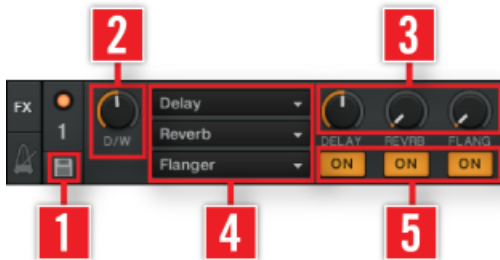 2
3
FX
1
D/W
Delay
Reverb
Flanger
DELAY
REVRB
FLANG
ON
ON
ON
1
4
5